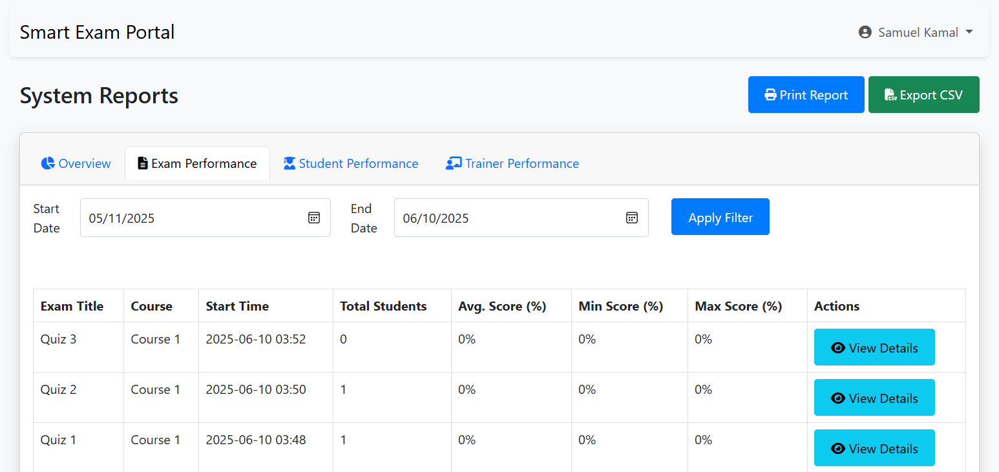 Smart Exam Portal
Samuel Kamal
System Reports
Print Report
Export CSV
Overview
Exam Performance
Student Performance
Trainer Performance
Start Date
05/11/2025
End Date
06/10/2025
Apply Filter
Exam Title Course Start Time Total Students Avg. Score (%) Min Score (%) Max Score (%) Actions
Quiz 3 Course 1 2025-06-10 03:52 0 0% 0% 0% View Details
Quiz 2 Course 1 2025-06-10 03:50 1 0% 0% 0% View Details
Quiz 1 Course 1 2025-06-10 03:48 1 0% 0% 0% View Details